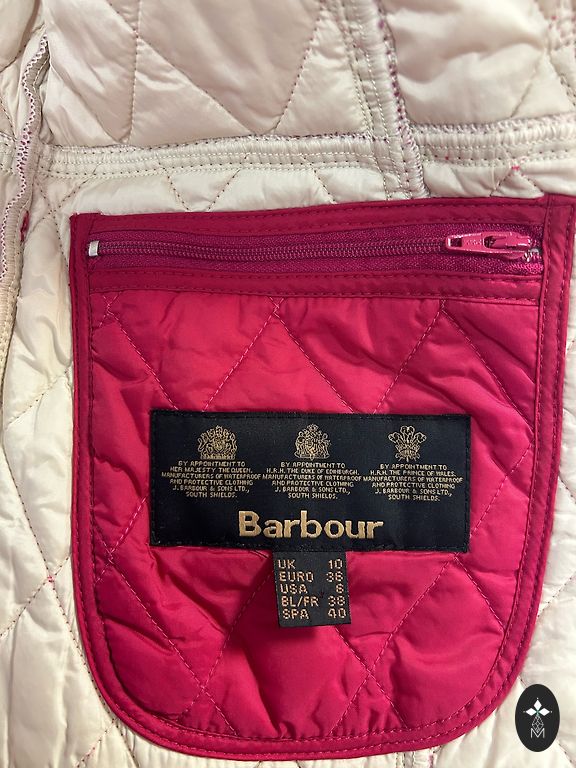 BY APPOINTMENT TO
HER MAJESTY THE QUEEN,
MANUFACTURERS OF WATERPROOF
AND PROTECTIVE CLOTHING
J. BARBOUR & SONS LTD.,
SOUTH SHIELDS.
BY APPOINTMENT TO
H.R.H. THE DUKE OF EDINBURGH,
MANUFACTURERS OF WATERPROOF
AND PROTECTIVE CLOTHING
J. BARBOUR & SONS LTD.,
SOUTH SHIELDS.
BY APPOINTMENT TO
H.R.H. THE PRINCE OF WALES,
MANUFACTURERS OF WATERPROOF
AND PROTECTIVE CLOTHING
J. BARBOUR & SONS LTD.,
SOUTH SHIELDS.
Barbour
UK 10
EURO 36
USA 6
BL/FR 38
SPA 40